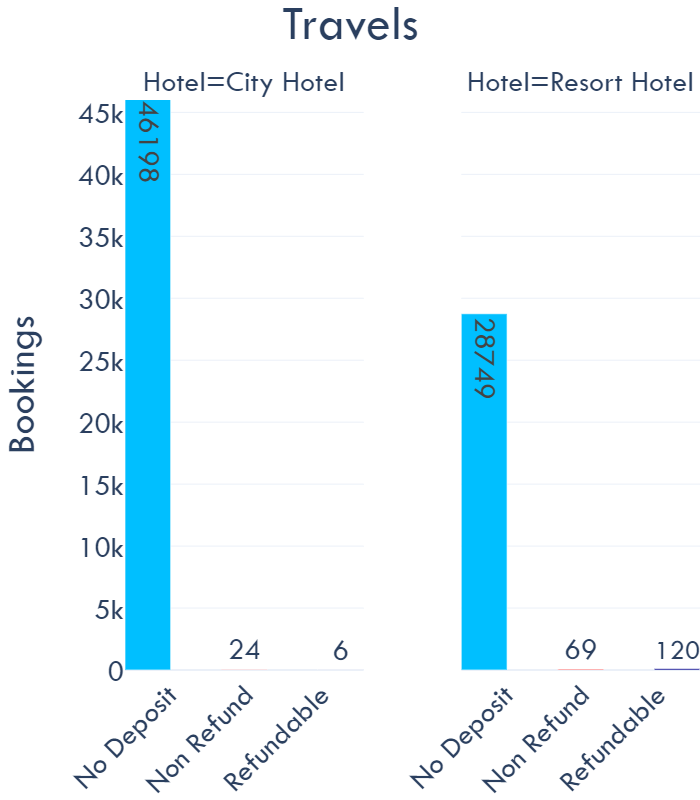 Travels
Hotel=City Hotel
Hotel=Resort Hotel
Bookings
45k
40k
35k
30k
25k
20k
15k
10k
5k
0
46198
24
6
28749
69
120
No Deposit
Non Refund
Refundable
No Deposit
Non Refund
Refundable